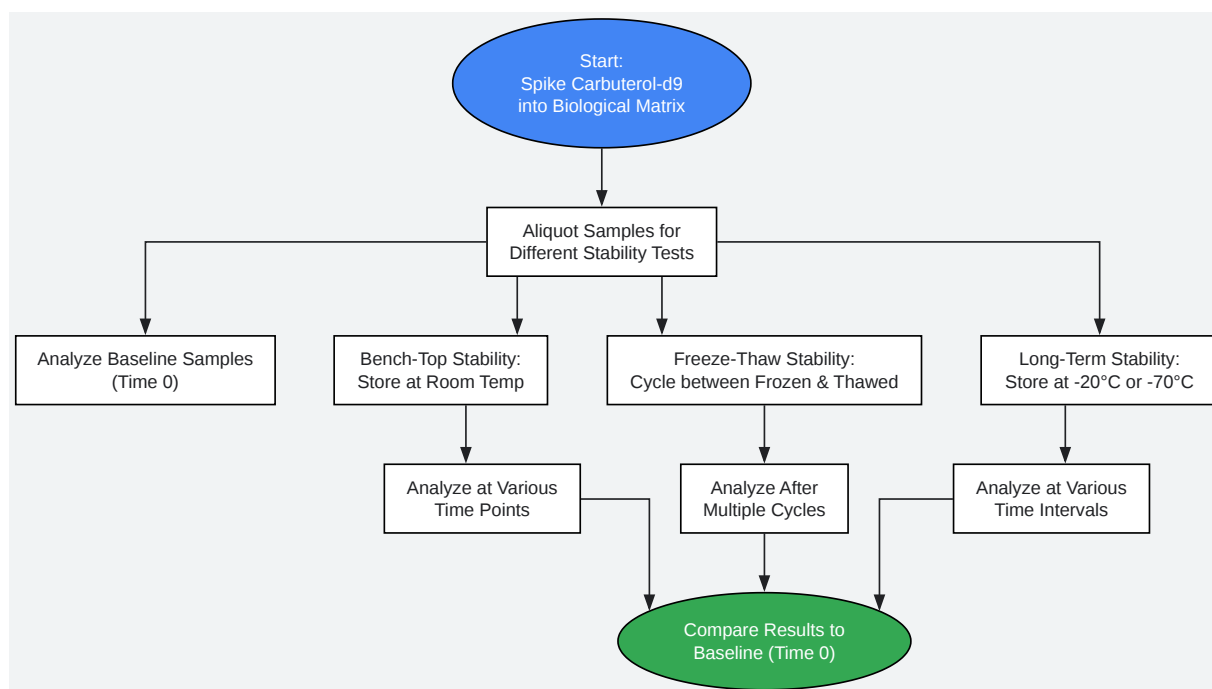 Start:
Spike Carbuterol-d9
into Biological Matrix
Aliquot Samples for
Different Stability Tests
Analyze Baseline Samples
(Time 0)
Bench-Top Stability:
Store at Room Temp
Freeze-Thaw Stability:
Cycle between Frozen & Thawed
Long-Term Stability:
Store at -20°C or -70°C
Analyze at Various
Time Points
Analyze After
Multiple Cycles
Analyze at Various
Time Intervals
Compare Results to
Baseline (Time 0)